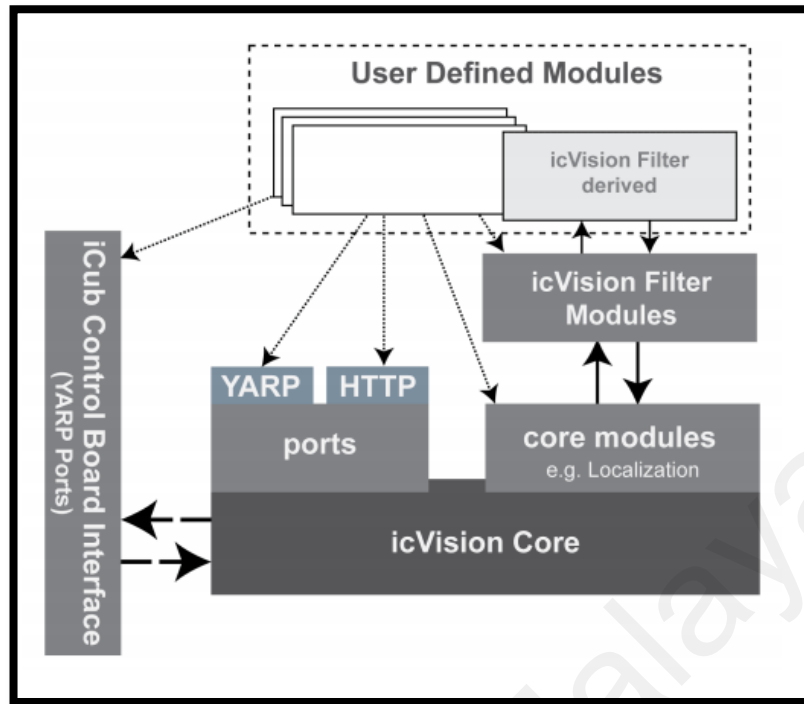 User Defined Modules
icVision Filter
derived
iCub Control Board Interface
(YARP Ports)
icVision Filter
Modules
YARP
HTTP
ports
core modules
e.g. Localization
icVision Core